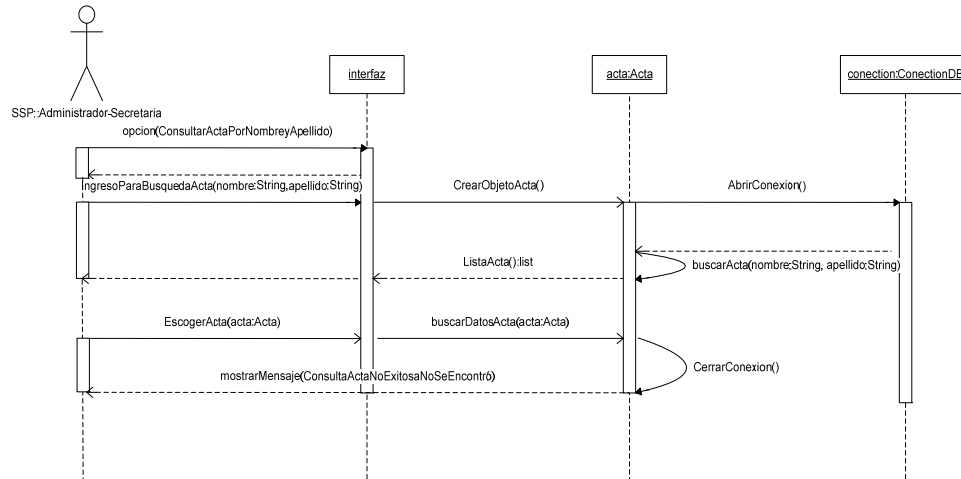 interfaz
acta:Acta
conection:ConectionDB
SSP::Administrador-Secretaria
opcion(ConsultarActaPorNombreyApellido)
IngresoParaBusquedaActa(nombre:String,apellido:String)
CrearObjetoActa()
AbrirConexion()
ListaActa():list
buscarActa(nombre:String, apellido:String)
EscogerActa(acta:Acta)
buscarDatosActa(acta:Acta)
CerrarConexion()
mostrarMensaje(ConsultaActaNoExitosaNoSeEncontró)